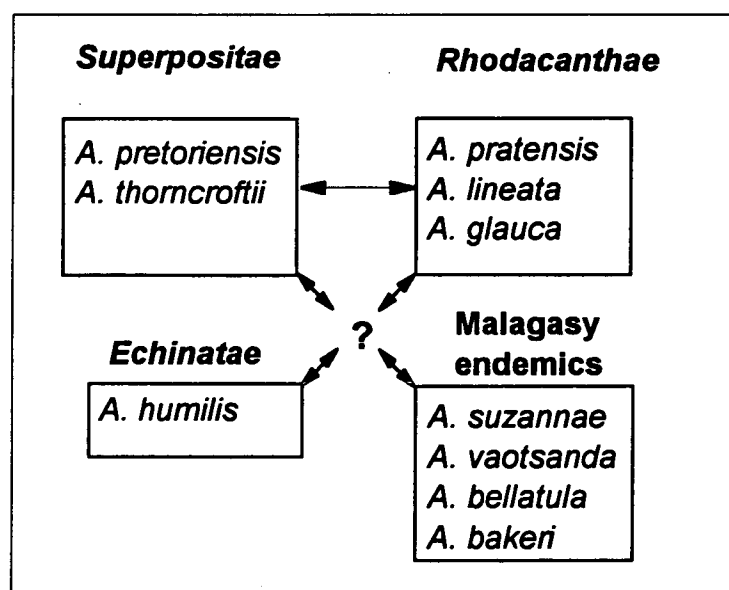 Superpositae
A. pretoriensis
A. thorncroftii
Rhodacanthae
A. pratensis
A. lineata
A. glauca
?
Echinatae
A. humilis
Malagasy
endemics
A. suzannae
A. vaotsanda
A. bellatula
A. bakeri